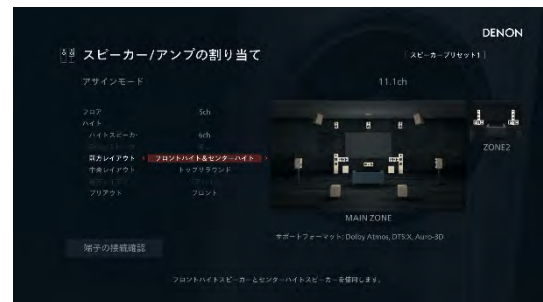 DENON
スピーカー/アンプの割り当て
スピーカープリセット1
アサインモード
11.1ch
フロア 5ch
ハイト
ハイトスピーカー 6ch
前方レイアウト フロントハイト&センターハイト
中央レイアウト トップサラウンド
プリアウト フロント
ZONE2
MAIN ZONE
サポートフォーマット: Dolby Atmos, DTS:X, Auro-3D
端子の接続確認
フロントハイトスピーカーとセンターハイトスピーカーを使用します。